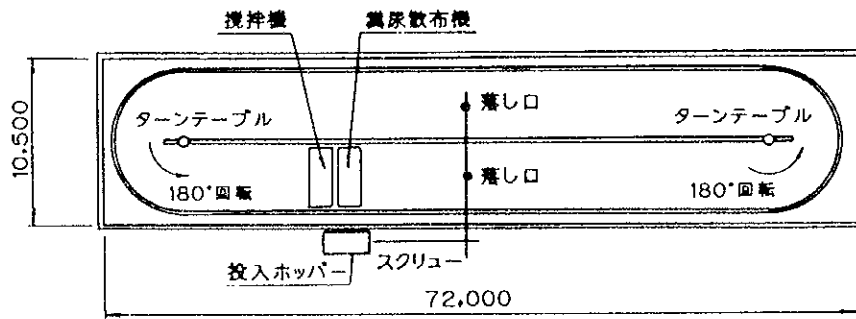 攪拌機
糞尿散布機
落し口
ターンテーブル
ターンテーブル
10,500
落し口
180°回転
180°回転
投入ホッパー
スクリュー
72,000